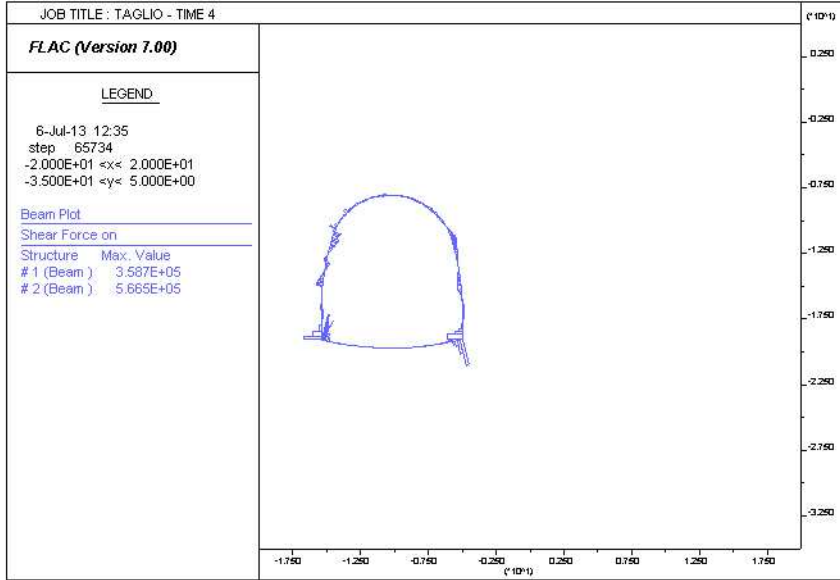 JOB TITLE : TAGLIO - TIME 4
FLAC (Version 7.00)
LEGEND
6-Jul-13 12:35
step 65734
-2.000E+01 <x< 2.000E+01
-3.500E+01 <y< 5.000E+00
Beam Plot
Shear Force on
Structure Max. Value
# 1 (Beam ) 3.587E+05
# 2 (Beam ) 5.665E+05
(*10^1)
0.250
-0.250
-0.750
-1.250
-1.750
-2.250
-2.750
-3.250
-1.750 -1.250 -0.750 -0.250 0.250 0.750 1.250 1.750
(*10^1)